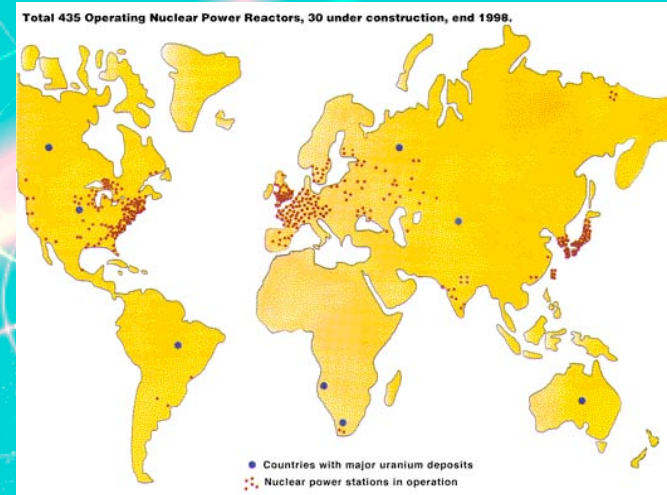 Total 435 Operating Nuclear Power Reactors, 30 under construction, end 1998.
Countries with major uranium deposits
Nuclear power stations in operation